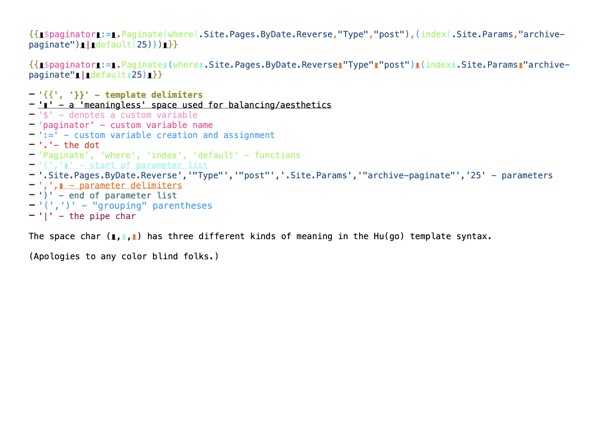 {{▮$paginator▮:=▮.Paginate(where(.Site.Pages.ByDate.Reverse,"Type","post"),(index(.Site.Params,"archive-
paginate")▮|▮default(25)))▮}}
{{▮$paginator▮:=▮.Paginate▮(where▮.Site.Pages.ByDate.Reverse▮"Type"▮"post")▮(index▮.Site.Params▮"archive-
paginate"▮|▮default▮25)▮}}
– '{{', '}}' – template delimiters
– '▮' – a 'meaningless' space used for balancing/aesthetics
– '$' – denotes a custom variable
– 'paginator' – custom variable name
– ':=' – custom variable creation and assignment
– '.'– the dot
– 'Paginate', 'where', 'index', 'default' – functions
– '(','▮' – start of parameter list
– '.Site.Pages.ByDate.Reverse','"Type"','"post"','.Site.Params','"archive-paginate"','25' – parameters
– ',',▮ – parameter delimiters
– ')' – end of parameter list
– '(',')' – "grouping" parentheses
– '|' – the pipe char
The space char (▮,▮,▮) has three different kinds of meaning in the Hu(go) template syntax.
(Apologies to any color blind folks.)